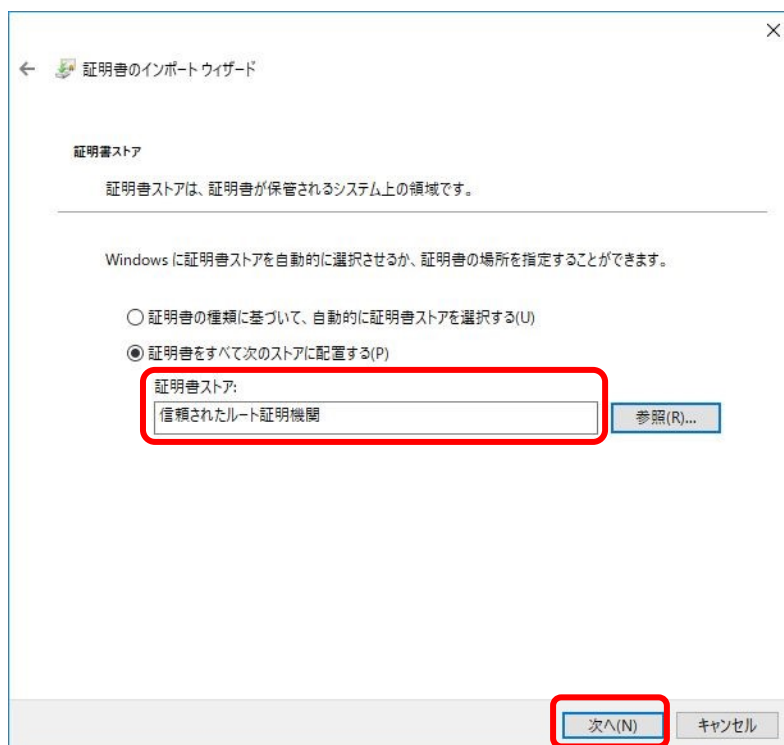 証明書のインポート ウィザード
証明書ストア
証明書ストアは、証明書が保管されるシステム上の領域です。
Windows に証明書ストアを自動的に選択させるか、証明書の場所を指定することができます。
証明書の種類に基づいて、自動的に証明書ストアを選択する(U)
証明書をすべて次のストアに配置する(P)
証明書ストア:
信頼されたルート証明機関
参照(R)...
次へ(N)
キャンセル